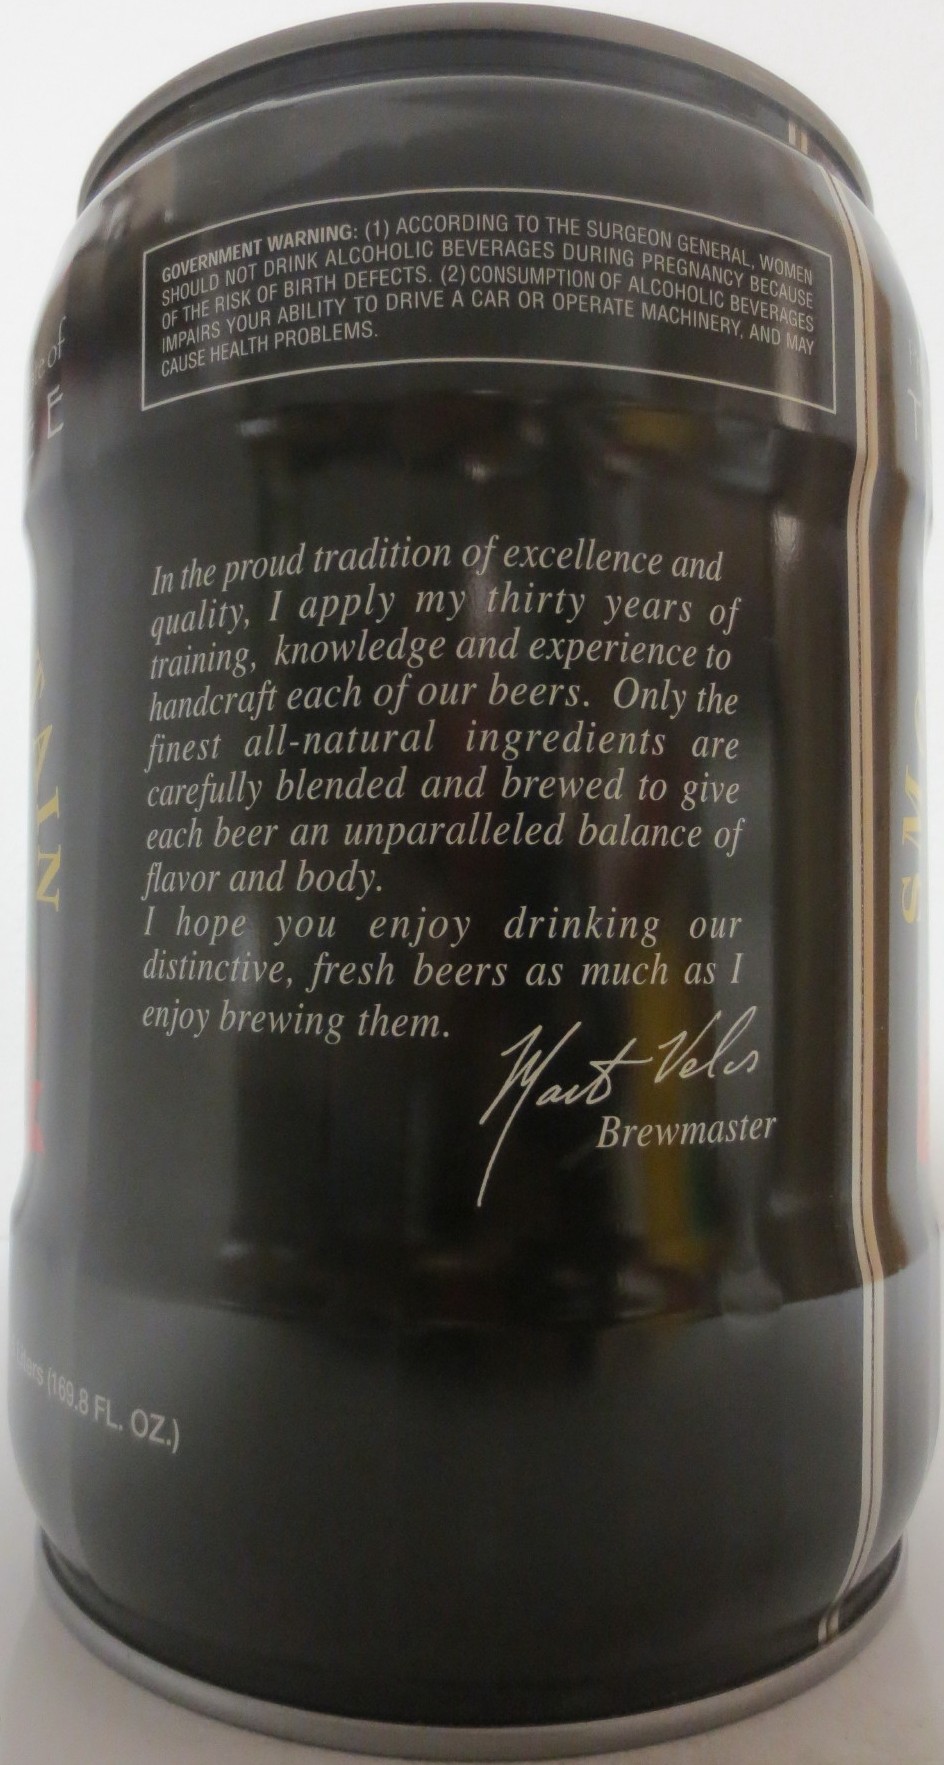 GOVERNMENT WARNING: (1) ACCORDING TO THE SURGEON GENERAL, WOMEN
SHOULD NOT DRINK ALCOHOLIC BEVERAGES DURING PREGNANCY BECAUSE
OF THE RISK OF BIRTH DEFECTS. (2) CONSUMPTION OF ALCOHOLIC BEVERAGES
IMPAIRS YOUR ABILITY TO DRIVE A CAR OR OPERATE MACHINERY, AND MAY
CAUSE HEALTH PROBLEMS.
of
E
In the proud tradition of excellence and
quality, I apply my thirty years of
training, knowledge and experience to
handcraft each of our beers. Only the
finest all-natural ingredients are
carefully blended and brewed to give
each beer an unparalleled balance of
flavor and body.
I hope you enjoy drinking our
distinctive, fresh beers as much as I
enjoy brewing them.
Brewmaster
(169.8 FL. OZ.)